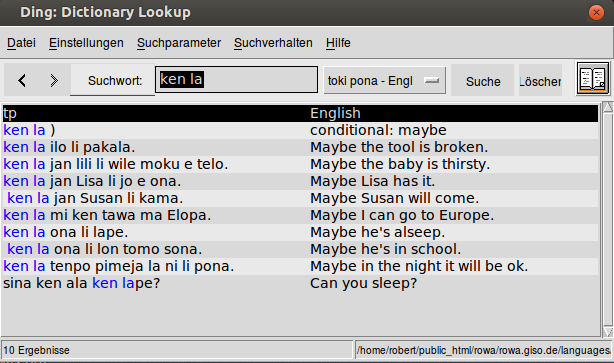 Ding: Dictionary Lookup
Datei Einstellungen Suchparameter Suchverhalten Hilfe
Suchwort: ken la toki pona - Engl Suche Löschen
tp English
ken la ) conditional: maybe
ken la ilo li pakala. Maybe the tool is broken.
ken la jan lili li wile moku e telo. Maybe the baby is thirsty.
ken la jan Lisa li jo e ona. Maybe Lisa has it.
ken la jan Susan li kama. Maybe Susan will come.
ken la mi ken tawa ma Elopa. Maybe I can go to Europe.
ken la ona li lape. Maybe he's alseep.
ken la ona li lon tomo sona. Maybe he's in school.
ken la tenpo pimeja la ni li pona. Maybe in the night it will be ok.
sina ken ala ken lape? Can you sleep?
10 Ergebnisse /home/robert/public_html/rowa/rowa.giso.de/languages/